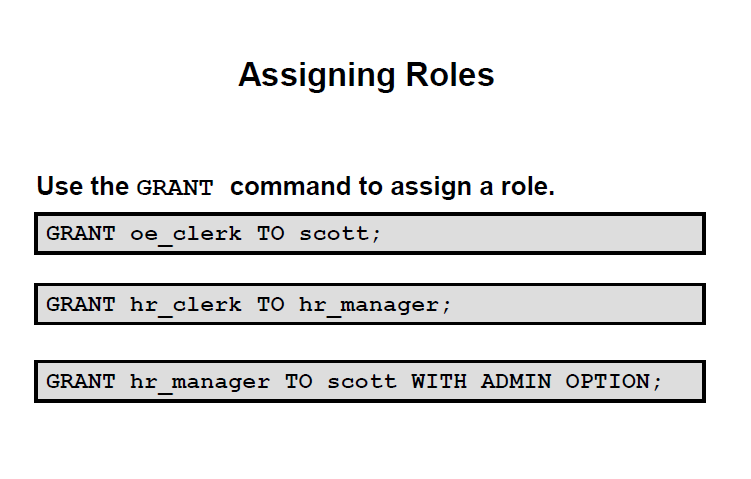 Assigning Roles
Use the GRANT command to assign a role.
GRANT oe_clerk TO scott;
GRANT hr_clerk TO hr_manager;
GRANT hr_manager TO scott WITH ADMIN OPTION;